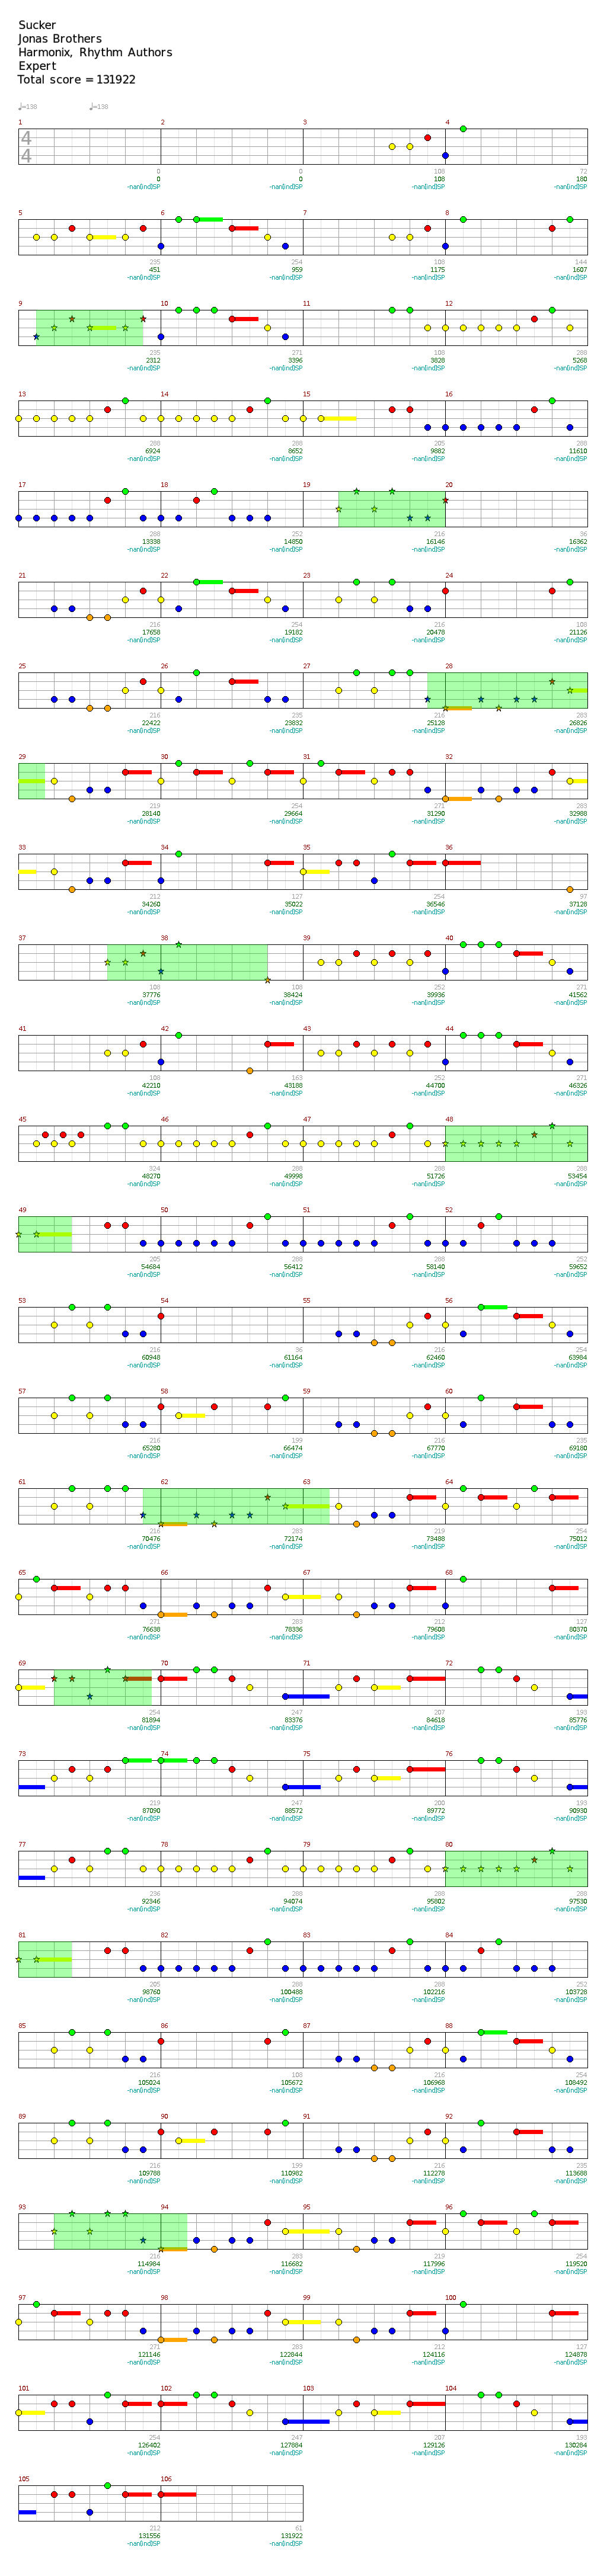 Sucker
Jonas Brothers
Harmonix, Rhythm Authors
Expert
Total score = 131922
♩=138 ♩=138
1 2 3 4
4
4
0 0 108 72
0 0 108 180
-nan(ind)SP -nan(ind)SP -nan(ind)SP -nan(ind)SP
5 6 7 8
235 254 108 144
451 959 1175 1607
-nan(ind)SP -nan(ind)SP -nan(ind)SP -nan(ind)SP
9 10 11 12
235 271 108 288
2312 3396 3828 5268
-nan(ind)SP -nan(ind)SP -nan(ind)SP -nan(ind)SP
13 14 15 16
288 288 205 288
6924 8652 9882 11610
-nan(ind)SP -nan(ind)SP -nan(ind)SP -nan(ind)SP
17 18 19 20
288 252 216 36
13338 14850 16146 16362
-nan(ind)SP -nan(ind)SP -nan(ind)SP -nan(ind)SP
21 22 23 24
216 254 216 108
17658 19182 20478 21126
-nan(ind)SP -nan(ind)SP -nan(ind)SP -nan(ind)SP
25 26 27 28
216 235 216 283
22422 23832 25128 26826
-nan(ind)SP -nan(ind)SP -nan(ind)SP -nan(ind)SP
29 30 31 32
219 254 271 283
28140 29664 31290 32988
-nan(ind)SP -nan(ind)SP -nan(ind)SP -nan(ind)SP
33 34 35 36
212 127 254 97
34260 35022 36546 37128
-nan(ind)SP -nan(ind)SP -nan(ind)SP -nan(ind)SP
37 38 39 40
108 108 252 271
37776 38424 39936 41562
-nan(ind)SP -nan(ind)SP -nan(ind)SP -nan(ind)SP
41 42 43 44
108 163 252 271
42210 43188 44700 46326
-nan(ind)SP -nan(ind)SP -nan(ind)SP -nan(ind)SP
45 46 47 48
324 288 288 288
48270 49998 51726 53454
-nan(ind)SP -nan(ind)SP -nan(ind)SP -nan(ind)SP
49 50 51 52
205 288 288 252
54684 56412 58140 59652
-nan(ind)SP -nan(ind)SP -nan(ind)SP -nan(ind)SP
53 54 55 56
216 36 216 254
60948 61164 62460 63984
-nan(ind)SP -nan(ind)SP -nan(ind)SP -nan(ind)SP
57 58 59 60
216 199 216 235
65280 66474 67770 69180
-nan(ind)SP -nan(ind)SP -nan(ind)SP -nan(ind)SP
61 62 63 64
216 283 219 254
70476 72174 73488 75012
-nan(ind)SP -nan(ind)SP -nan(ind)SP -nan(ind)SP
65 66 67 68
271 283 212 127
76638 78336 79608 80370
-nan(ind)SP -nan(ind)SP -nan(ind)SP -nan(ind)SP
69 70 71 72
254 247 207 193
81894 83376 84618 85776
-nan(ind)SP -nan(ind)SP -nan(ind)SP -nan(ind)SP
73 74 75 76
219 247 200 193
87090 88572 89772 90930
-nan(ind)SP -nan(ind)SP -nan(ind)SP -nan(ind)SP
77 78 79 80
236 288 288 288
92346 94074 95802 97530
-nan(ind)SP -nan(ind)SP -nan(ind)SP -nan(ind)SP
81 82 83 84
205 288 288 252
98760 100488 102216 103728
-nan(ind)SP -nan(ind)SP -nan(ind)SP -nan(ind)SP
85 86 87 88
216 108 216 254
105024 105672 106968 108492
-nan(ind)SP -nan(ind)SP -nan(ind)SP -nan(ind)SP
89 90 91 92
216 199 216 235
109788 110982 112278 113688
-nan(ind)SP -nan(ind)SP -nan(ind)SP -nan(ind)SP
93 94 95 96
216 283 219 254
114984 116682 117996 119520
-nan(ind)SP -nan(ind)SP -nan(ind)SP -nan(ind)SP
97 98 99 100
271 283 212 127
121146 122844 124116 124878
-nan(ind)SP -nan(ind)SP -nan(ind)SP -nan(ind)SP
101 102 103 104
254 247 207 193
126402 127884 129126 130284
-nan(ind)SP -nan(ind)SP -nan(ind)SP -nan(ind)SP
105 106
212 61
131556 131922
-nan(ind)SP -nan(ind)SP